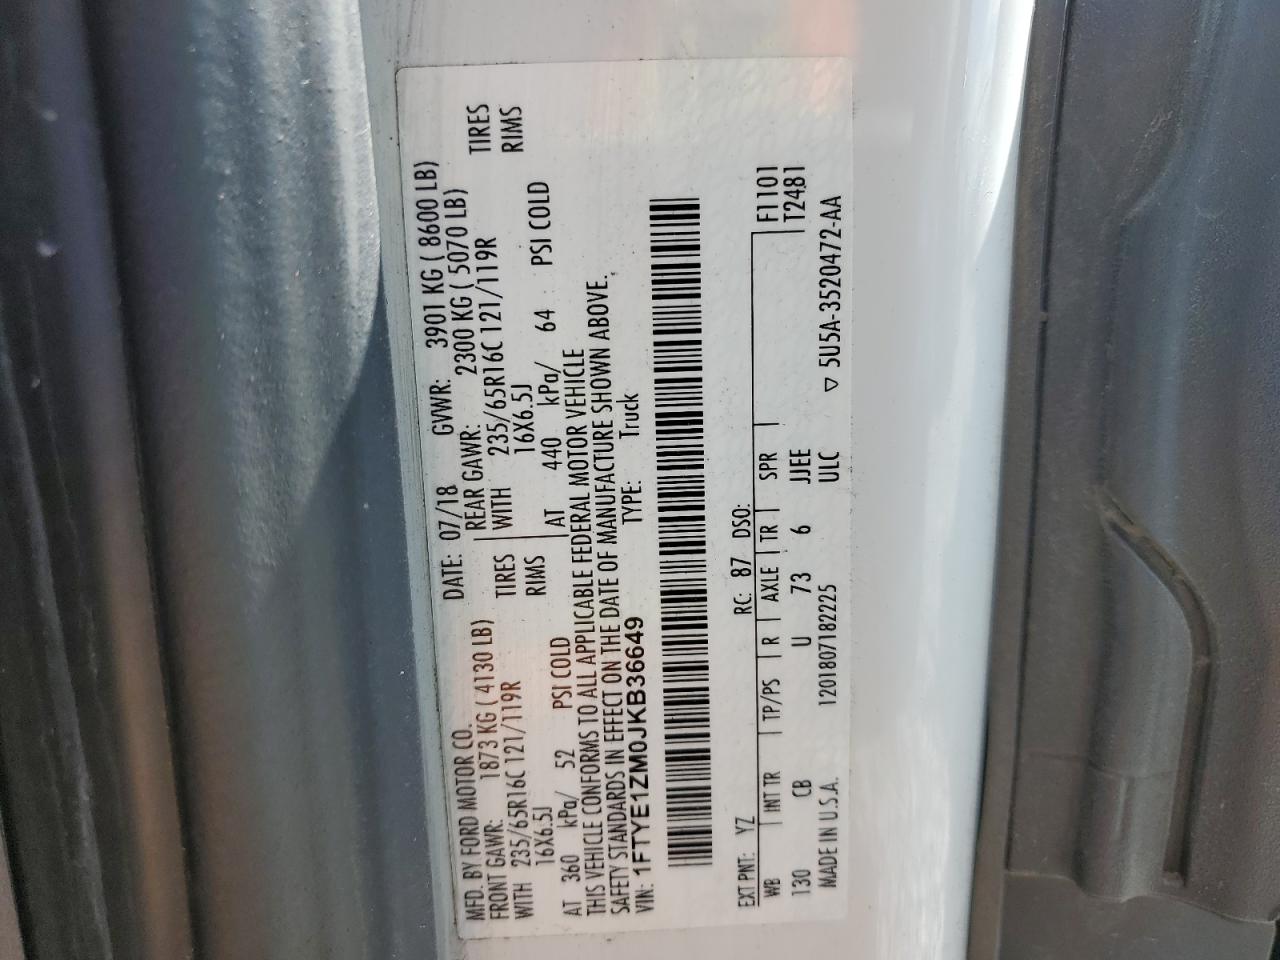 MFD. BY FORD MOTOR CO.
DATE: 07/18 GVWR: 3901 KG ( 8600 LB)
FRONT GAWR: 1873 KG ( 4130 LB) REAR GAWR: 2300 KG ( 5070 LB)
WITH 235/65R16C 121/119R TIRES WITH 235/65R16C 121/119R TIRES
16X6.5J RIMS 16X6.5J RIMS
AT 360 kPa/ 52 PSI COLD AT 440 kPa/ 64 PSI COLD
THIS VEHICLE CONFORMS TO ALL APPLICABLE FEDERAL MOTOR VEHICLE
SAFETY STANDARDS IN EFFECT ON THE DATE OF MANUFACTURE SHOWN ABOVE.
VIN: 1FTYE1ZM0JKB36649 TYPE: Truck
EXT PNT: YZ RC: 87 DSO: F1101
WB INT TR TP/PS R AXLE TR SPR T2481
130 CB U 73 6 JJEE
MADE IN U.S.A. 1201807182225 ULC ▽ 5U5A-3520472-AA